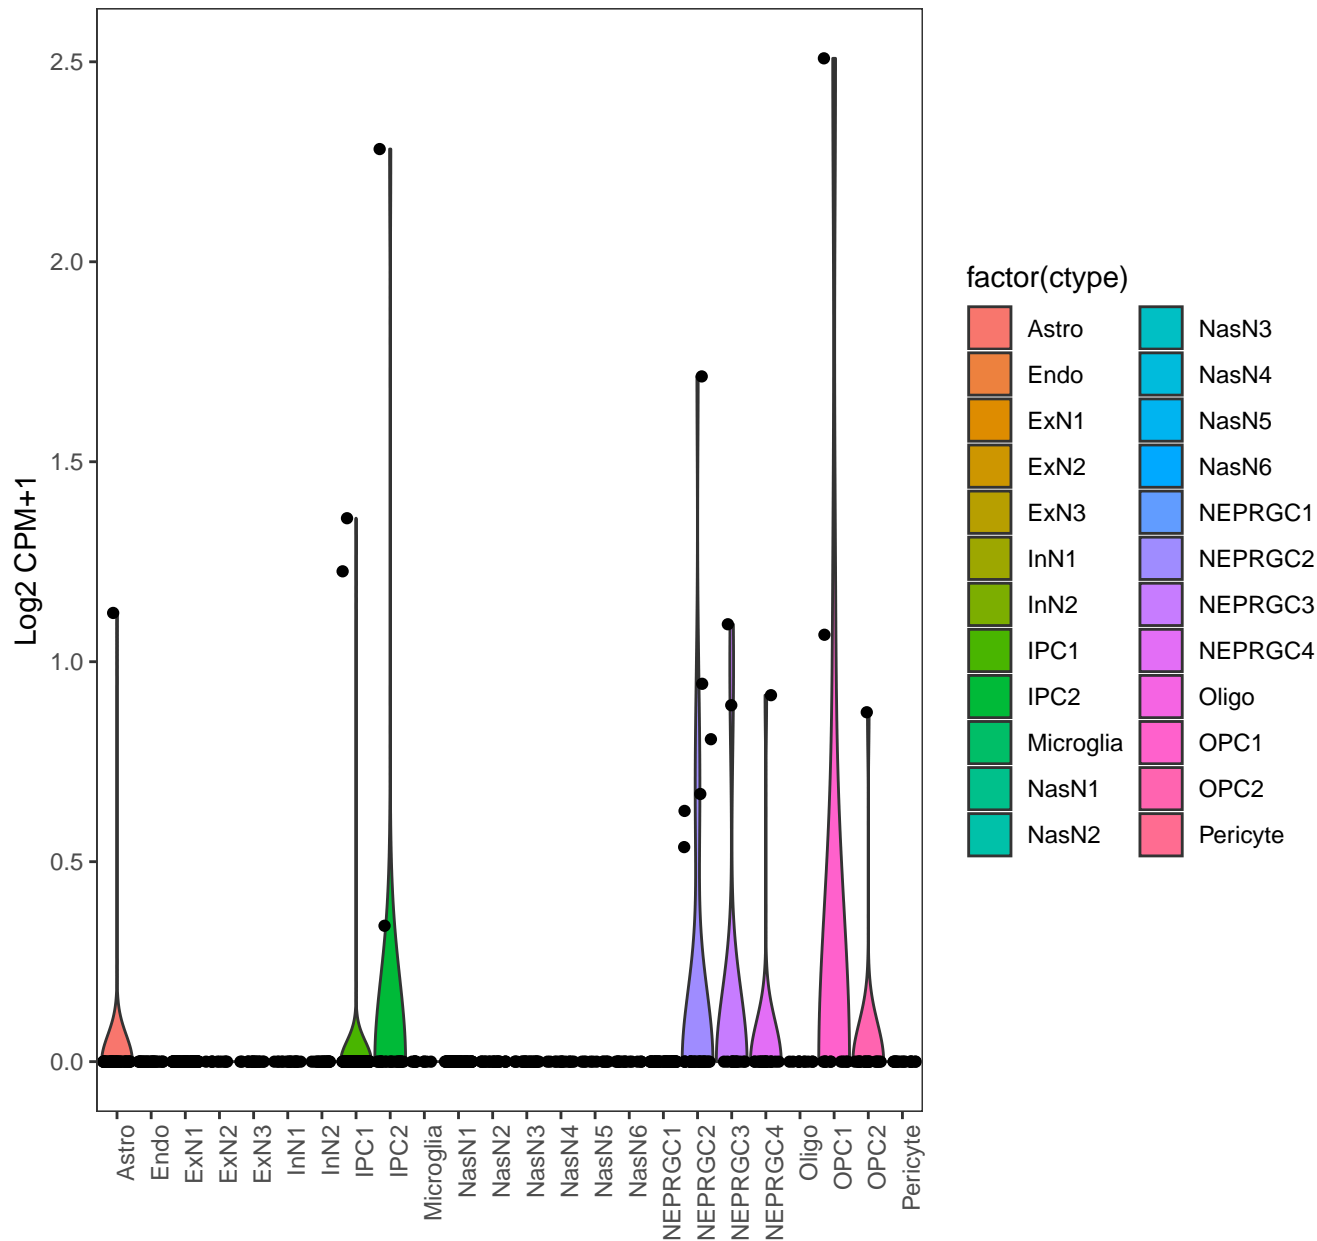 2.5
2.0
1.5
1.0
0.5
0.0
Log2 CPM+1
Astro
Endo
ExN1
ExN2
ExN3
InN1
InN2
IPC1
IPC2
Microglia
NasN1
NasN2
NasN3
NasN4
NasN5
NasN6
NEPRGC1
NEPRGC2
NEPRGC3
NEPRGC4
Oligo
OPC1
OPC2
Pericyte
factor(ctype)
Astro
Endo
ExN1
ExN2
ExN3
InN1
InN2
IPC1
IPC2
Microglia
NasN1
NasN2
NasN3
NasN4
NasN5
NasN6
NEPRGC1
NEPRGC2
NEPRGC3
NEPRGC4
Oligo
OPC1
OPC2
Pericyte